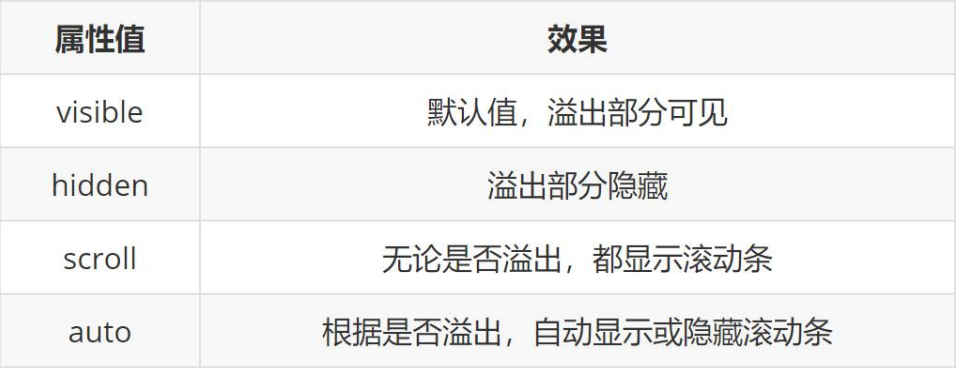 属性值 效果
visible 默认值，溢出部分可见
hidden 溢出部分隐藏
scroll 无论是否溢出，都显示滚动条
auto 根据是否溢出，自动显示或隐藏滚动条